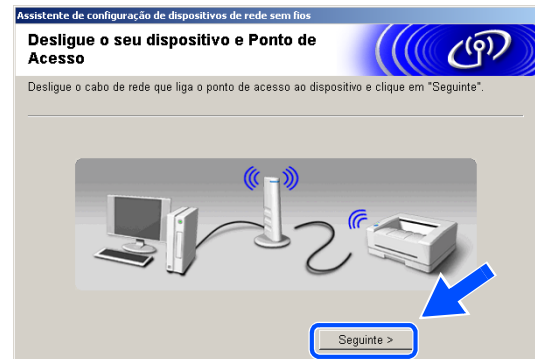 Assistente de configuração de dispositivos de rede sem fios
Desligue o seu dispositivo e Ponto de
Acesso
Desligue o cabo de rede que liga o ponto de acesso ao dispositivo e clique em "Seguinte".
Seguinte >